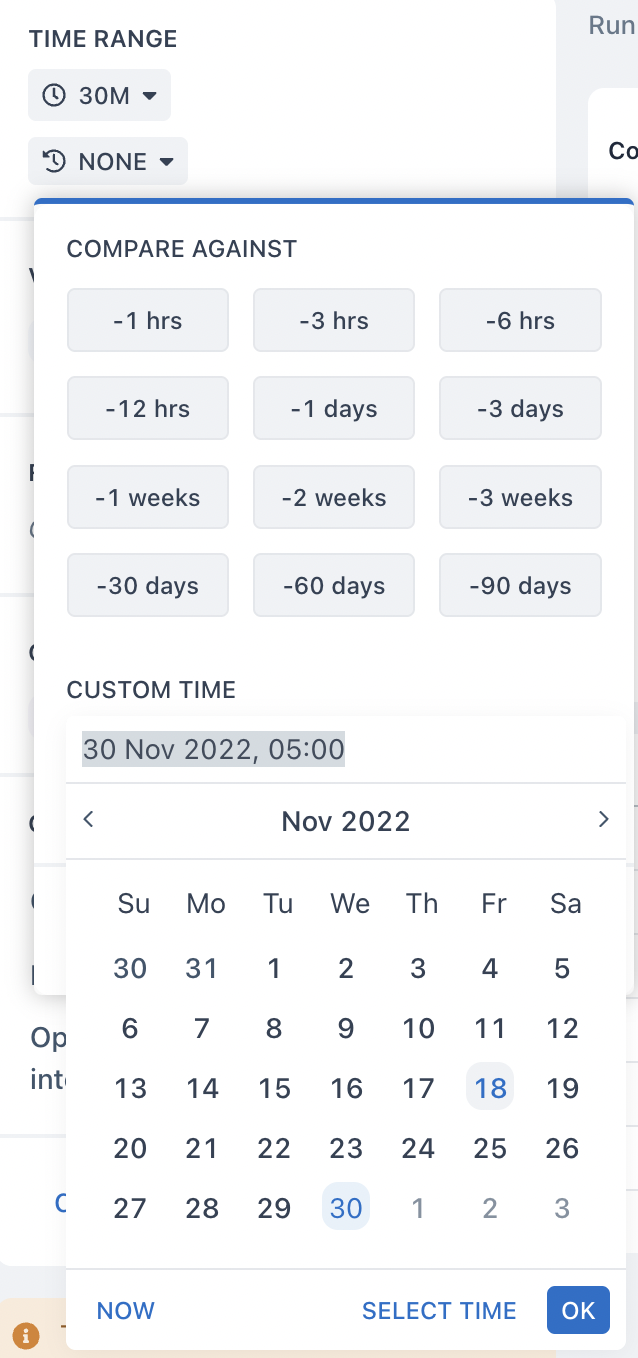 TIME RANGE
Run
30M
NONE
Co
COMPARE AGAINST
-1 hrs -3 hrs -6 hrs
-12 hrs -1 days -3 days
-1 weeks -2 weeks -3 weeks
-30 days -60 days -90 days
CUSTOM TIME
30 Nov 2022, 05:00
Nov 2022
Su Mo Tu We Th Fr Sa
30 31 1 2 3 4 5
6 7 8 9 10 11 12
Op
13 14 15 16 17 18 19
int
20 21 22 23 24 25 26
27 28 29 30 1 2 3
NOW SELECT TIME OK